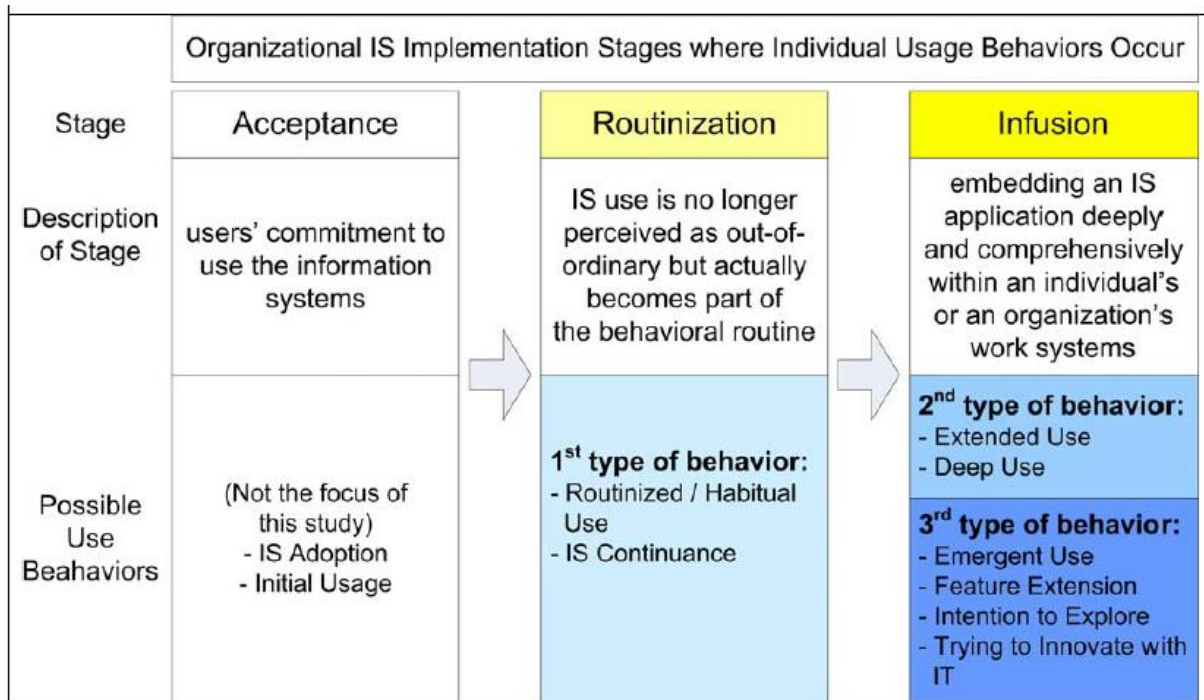 Organizational IS Implementation Stages where Individual Usage Behaviors Occur
Stage
Acceptance
Routinization
Infusion
Description
of Stage
users' commitment to
use the information
systems
IS use is no longer
perceived as out-of-
ordinary but actually
becomes part of
the behavioral routine
embedding an IS
application deeply
and comprehensively
within an individual's
or an organization's
work systems
Possible
Use
Beahaviors
(Not the focus of
this study)
- IS Adoption
- Initial Usage
1st type of behavior:
- Routinized / Habitual
Use
- IS Continuance
2nd type of behavior:
- Extended Use
- Deep Use
3rd type of behavior:
- Emergent Use
- Feature Extension
- Intention to Explore
- Trying to Innovate with
IT